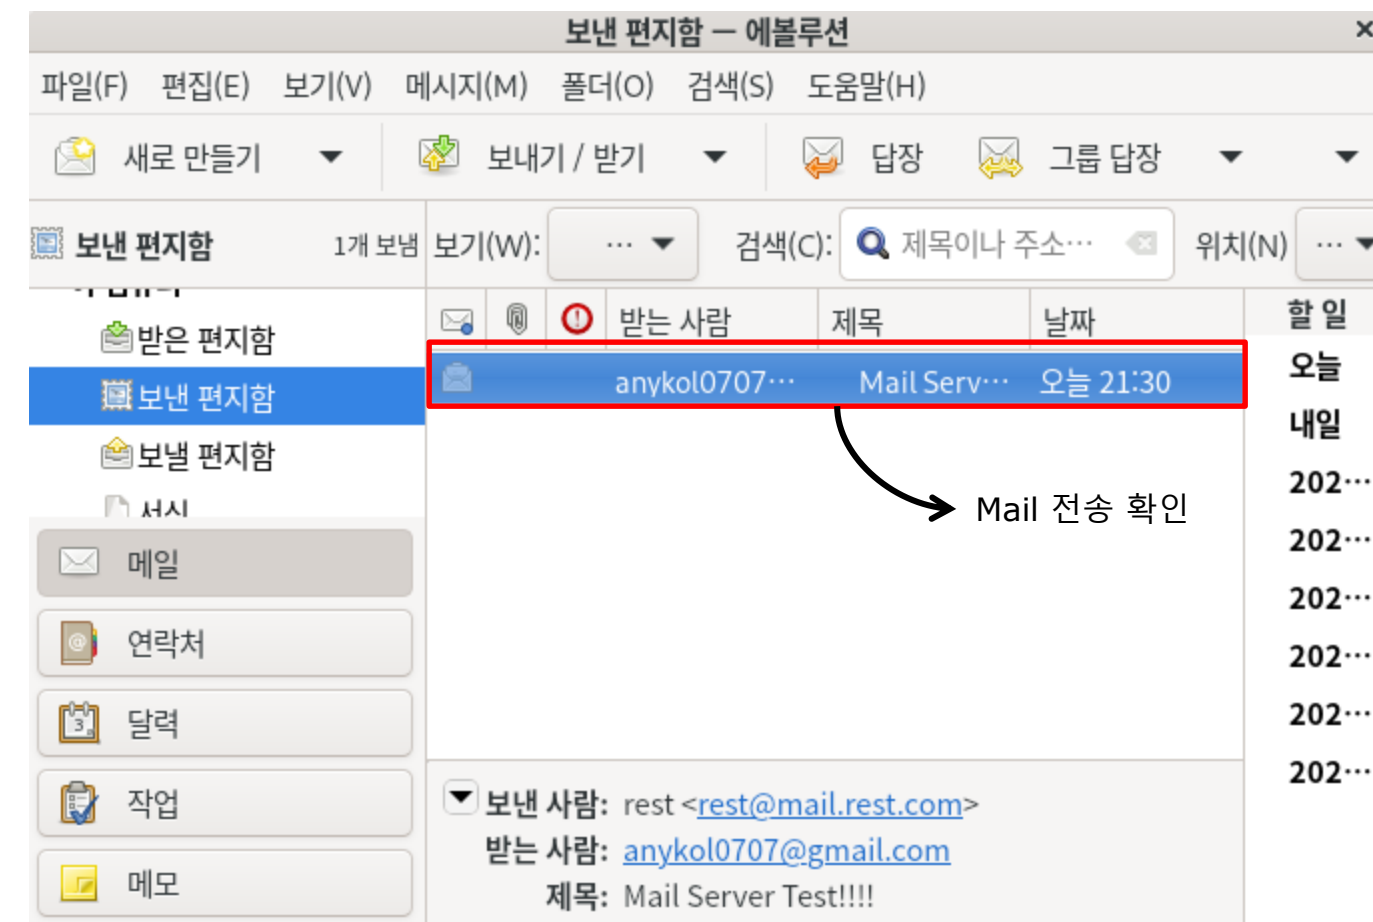 보낸 편지함 — 에볼루션
파일(F) 편집(E) 보기(V) 메시지(M) 폴더(O) 검색(S) 도움말(H)
새로 만들기 보내기 / 받기 답장 그룹 답장
보낸 편지함 1개 보냄 보기(W): ··· 검색(C): 제목이나 주소··· 위치(N) ···
받은 편지함
보낸 편지함
보낼 편지함
서식
메일
연락처
달력
3
작업
메모
받는 사람 제목 날짜
anykol0707··· Mail Serv··· 오늘 21:30
Mail 전송 확인
보낸 사람: rest <rest@mail.rest.com>
받는 사람: anykol0707@gmail.com
제목: Mail Server Test!!!!
할 일
오늘
내일
202···
202···
202···
202···
202···
202···